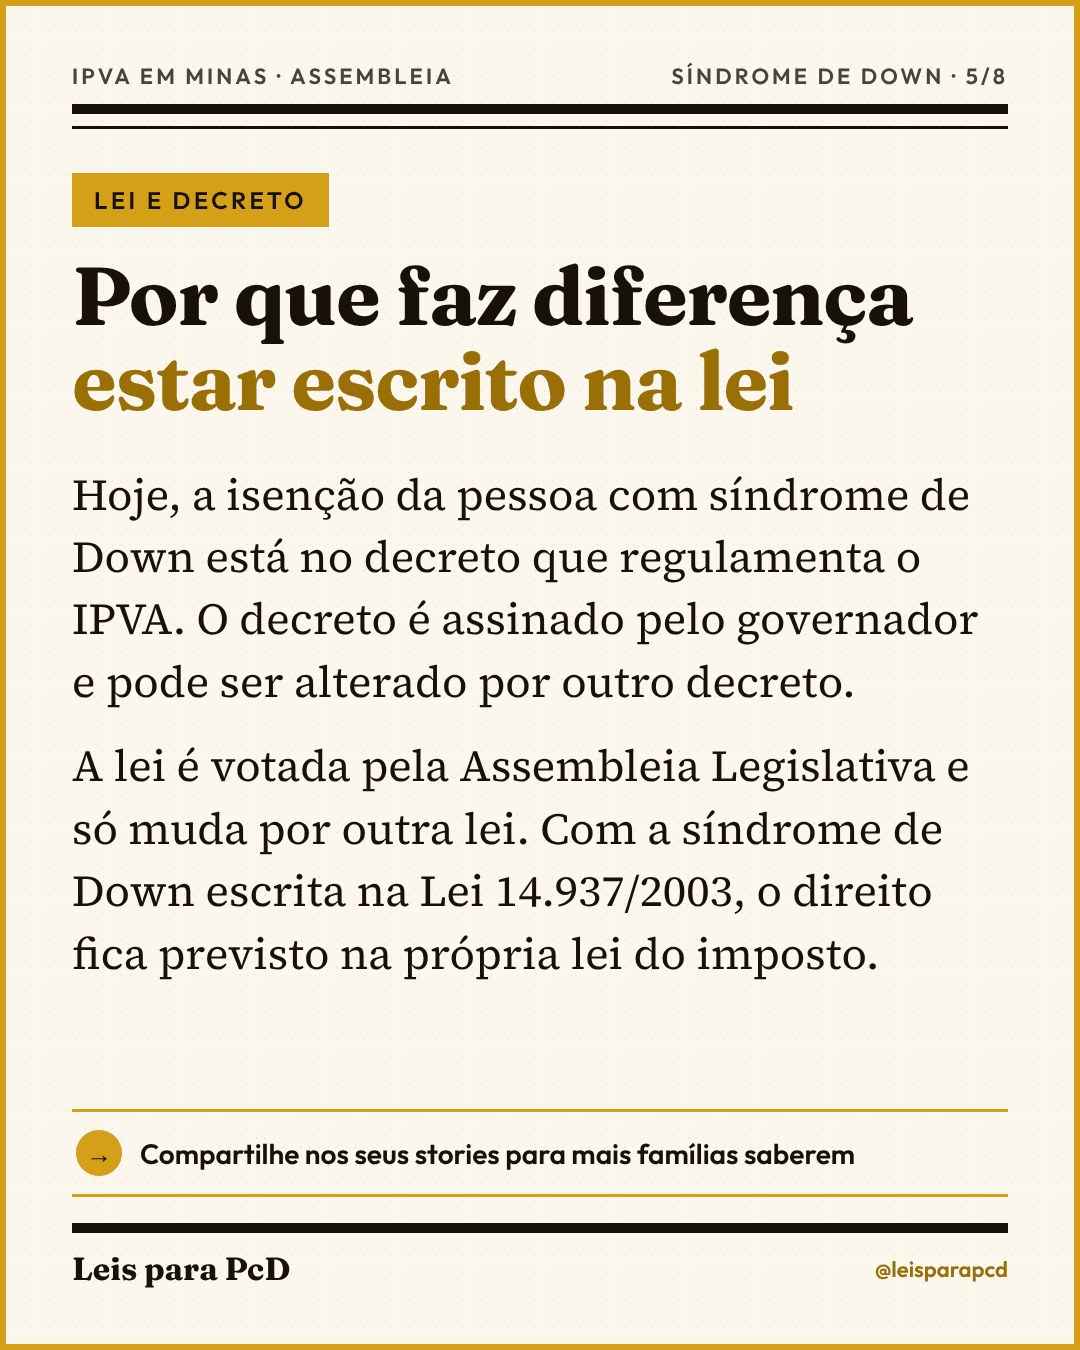 IPVA EM MINAS · ASSEMBLEIA
SÍNDROME DE DOWN · 5/8
LEI E DECRETO
Por que faz diferença
estar escrito na lei
Hoje, a isenção da pessoa com síndrome de
Down está no decreto que regulamenta o
IPVA. O decreto é assinado pelo governador
e pode ser alterado por outro decreto.
A lei é votada pela Assembleia Legislativa e
só muda por outra lei. Com a síndrome de
Down escrita na Lei 14.937/2003, o direito
fica previsto na própria lei do imposto.
→ Compartilhe nos seus stories para mais famílias saberem
Leis para PcD
@leisparapcd